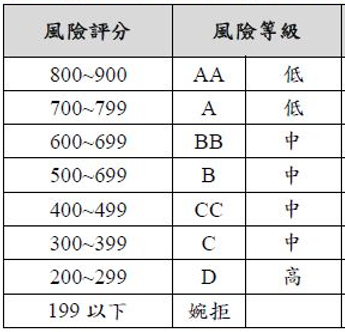 風險評分 風險等級
800~900 AA 低
700~799 A 低
600~699 BB 中
500~699 B 中
400~499 CC 中
300~399 C 中
200~299 D 高
199 以下 婉拒